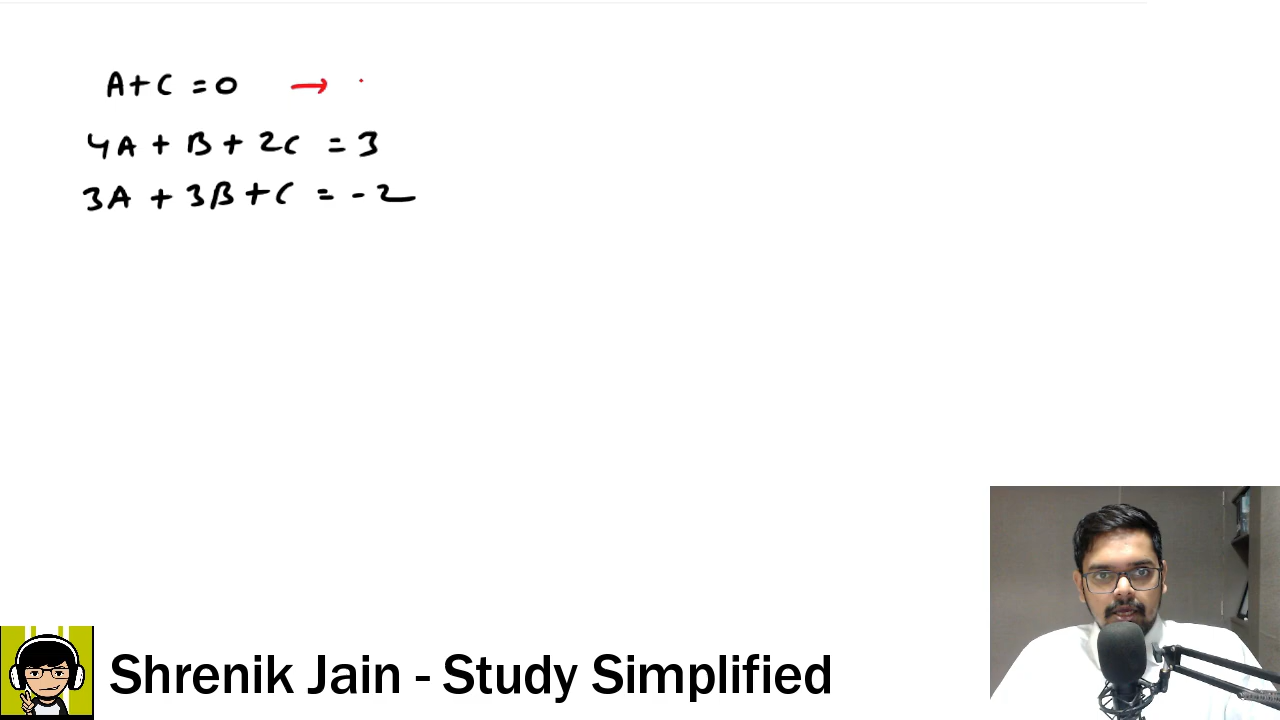 A + C = 0 →
4A + B + 2C = 3
3A + 3B + C = -2
Shrenik Jain - Study Simplified